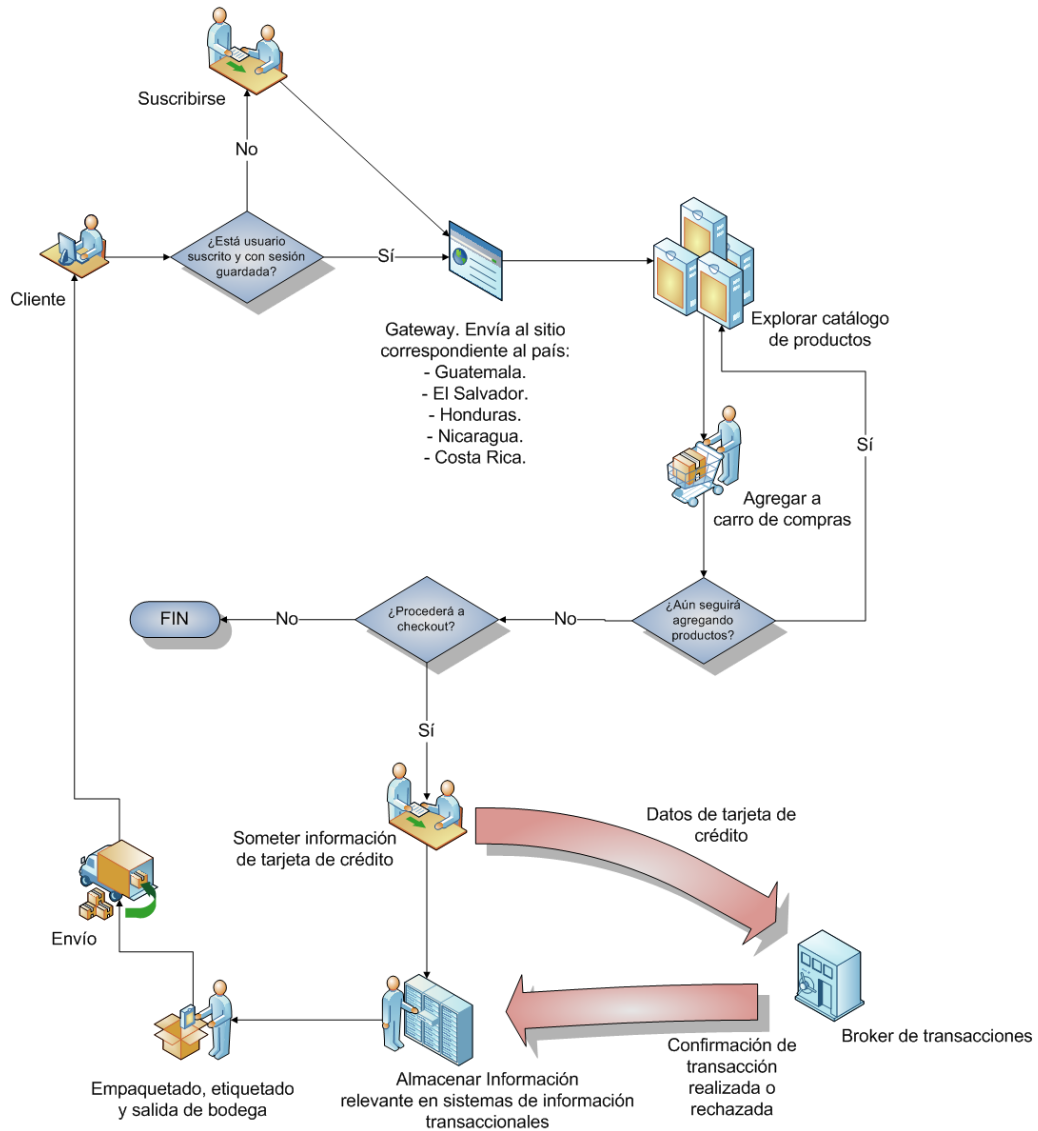 Suscribirse
No
Cliente
¿Está usuario
suscrito y con sesión
guardada?
Sí
Gateway. Envía al sitio
correspondiente al país:
- Guatemala.
- El Salvador.
- Honduras.
- Nicaragua.
- Costa Rica.
Explorar catálogo
de productos
Sí
Agregar a
carro de compras
¿Aún seguirá
agregando
productos?
No
¿Procederá a
checkout?
No
FIN
Sí
Someter información
de tarjeta de crédito
Datos de tarjeta de
crédito
Broker de transacciones
Confirmación de
transacción
realizada o
rechazada
Almacenar Información
relevante en sistemas de información
transaccionales
Empaquetado, etiquetado
y salida de bodega
Envío